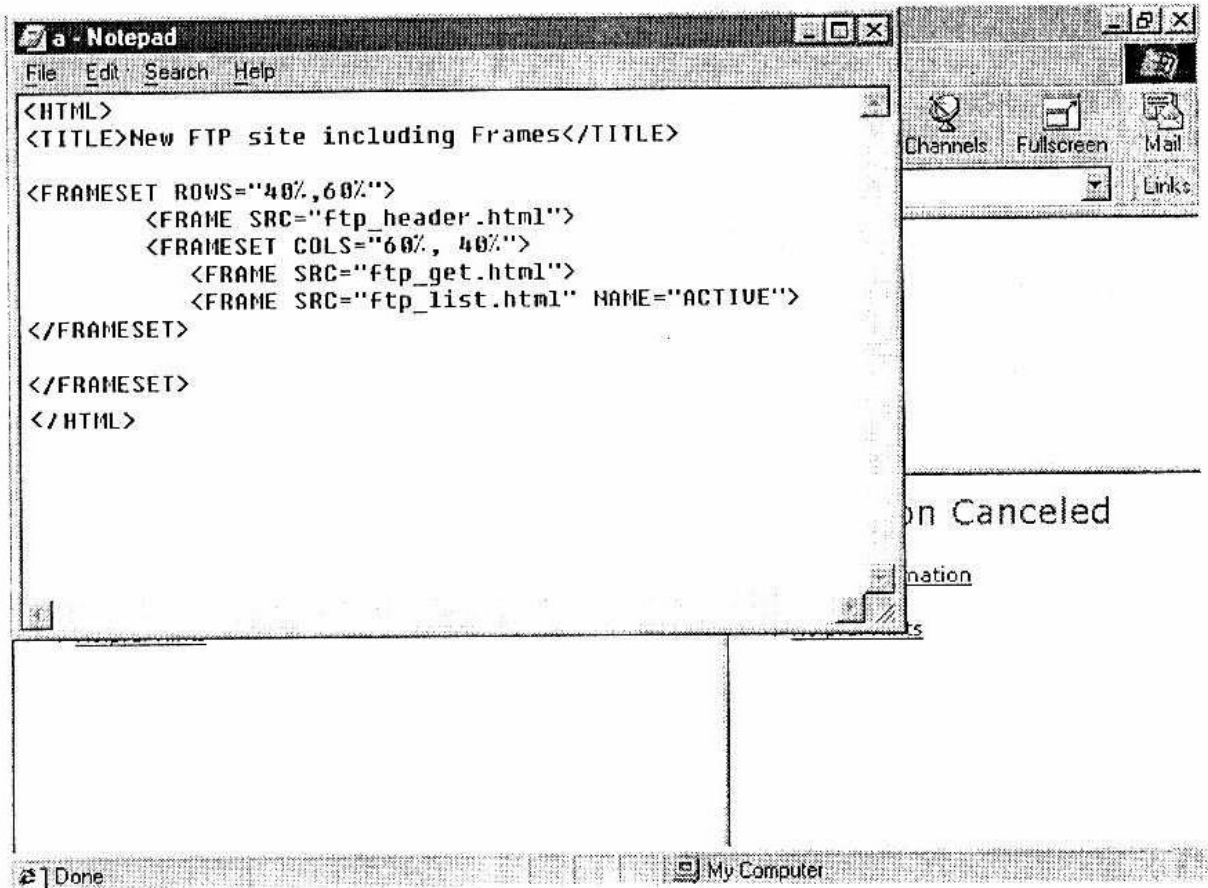 a - Notepad
File Edit Search Help
<HTML>
<TITLE>New FTP site including Frames</TITLE>
<FRAMESET ROWS="40%,60%">
<FRAME SRC="ftp_header.html">
<FRAMESET COLS="60%, 40%">
<FRAME SRC="ftp_get.html">
<FRAME SRC="ftp_list.html" NAME="ACTIVE">
</FRAMESET>
</FRAMESET>
</HTML>
Channels Fullscreen Mail
Links
on Canceled
mation
Done
My Computer